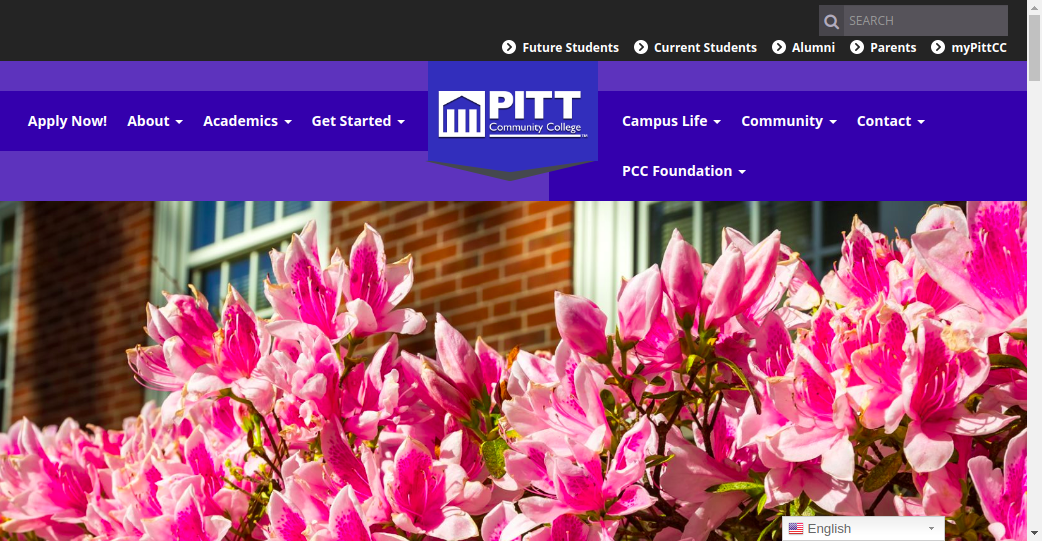 SEARCH
Future Students Current Students Alumni Parents myPittCC
Apply Now! About Academics Get Started
PITT
Community College
TM
Campus Life Community Contact
PCC Foundation
English